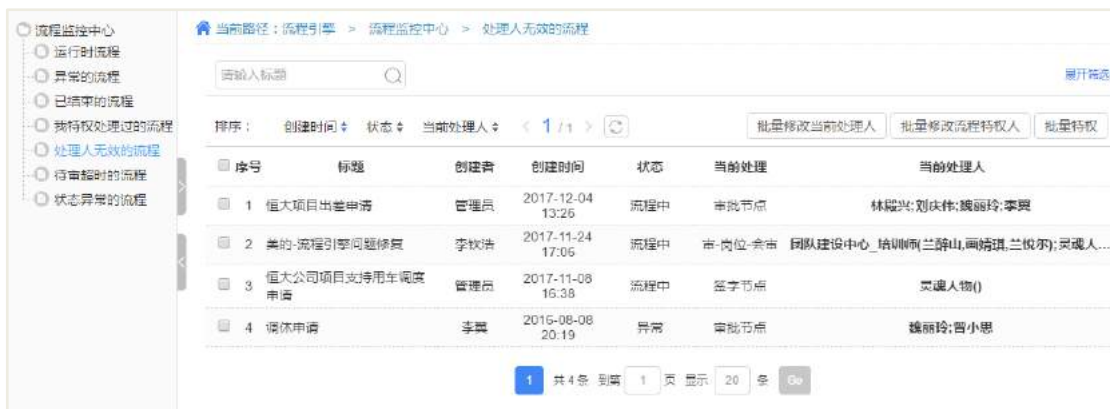 流程监控中心
运行时流程
异常的流程
已结束的流程
我特权处理过的流程
处理人无效的流程
待审超时的流程
状态异常的流程
当前路径：流程引擎 > 流程监控中心 > 处理人无效的流程
请输入标题
展开筛选
排序： 创建时间 状态 当前处理人 < 1 / 1 > 批量修改当前处理人 批量修改流程特权人 批量特权
序号 标题 创建者 创建时间 状态 当前处理 当前处理人
1 恒大项目出差申请 管理员 2017-12-04 13:26 流程中 审批节点 林殿兴;刘庆伟;魏丽玲;李翼
2 美的-流程引擎问题修复 李钦浩 2017-11-24 17:06 流程中 审-岗位-会审 团队建设中心_培训师(兰醉山,画婧琪,兰悦尔);灵魂人...
3 恒大公司项目支持用车调度申请 管理员 2017-11-08 16:38 流程中 签字节点 灵魂人物()
4 调休申请 李翼 2016-08-08 20:19 异常 审批节点 魏丽玲;曾小思
1 共 4 条 到第 1 页 显示 20 条 Go